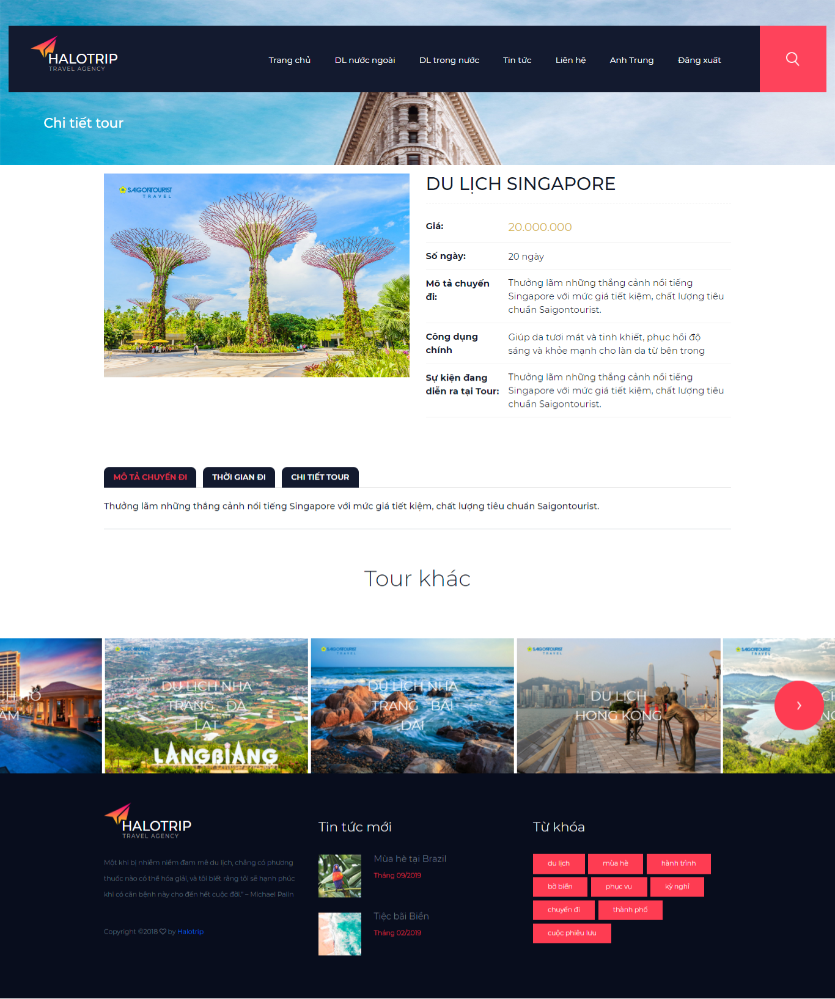 HALOTRIP
TRAVEL AGENCY
Trang chủ
DL nước ngoài
DL trong nước
Tin tức
Liên hệ
Anh Trung
Đăng xuất
Chi tiết tour
SAIGONTOURIST
TRAVEL
DU LỊCH SINGAPORE
Giá:
20.000.000
Số ngày:
20 ngày
Mô tả chuyến
đi:
Thưởng lãm những thắng cảnh nổi tiếng
Singapore với mức giá tiết kiệm, chất lượng tiêu
chuẩn Saigontourist.
Công dụng
chính
Giúp da tươi mát và tinh khiết, phục hồi độ
sáng và khỏe mạnh cho làn da từ bên trong
Sự kiện đang
diễn ra tại Tour:
Thưởng lãm những thắng cảnh nổi tiếng
Singapore với mức giá tiết kiệm, chất lượng tiêu
chuẩn Saigontourist.
MÔ TẢ CHUYẾN ĐI
THỜI GIAN ĐI
CHI TIẾT TOUR
Thưởng lãm những thắng cảnh nổi tiếng Singapore với mức giá tiết kiệm, chất lượng tiêu chuẩn Saigontourist.
Tour khác
SAIGONTOURIST
TRAVEL
DU LỊCH NHA
TRANG - ĐÀ
LẠT
LANGBIANG
SAIGONTOURIST
TRAVEL
DU LỊCH NHA
TRANG - BÃI
DÀI
SAIGONTOURIST
TRAVEL
DU LỊCH
HONG KONG
SAIGONTOURIST
TRAVEL
HALOTRIP
TRAVEL AGENCY
Một khi bị nhiễm niềm đam mê du lịch, chẳng có phương
thuốc nào có thể hóa giải, và tôi biết rằng tôi sẽ hạnh phúc
khi có căn bệnh này cho đến hết cuộc đời." – Michael Palin
Copyright ©2018 ♡ by Halotrip
Tin tức mới
Mùa hè tại Brazil
Tháng 09/2019
Tiệc bãi Biển
Tháng 02/2019
Từ khóa
du lịch
mùa hè
hành trình
bờ biển
phục vụ
kỳ nghỉ
chuyến đi
thành phố
cuộc phiêu lưu